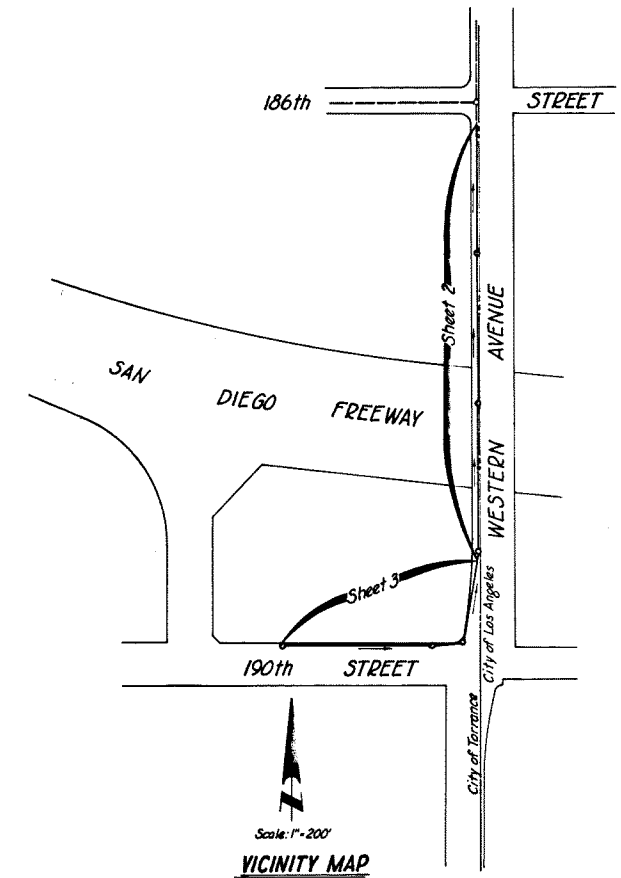 186th STREET
Sheet 2
WESTERN AVENUE
SAN DIEGO FREEWAY
Sheet 3
City of Los Angeles
190th STREET
City of Torrance
N
Scale: 1"=200'
VICINITY MAP